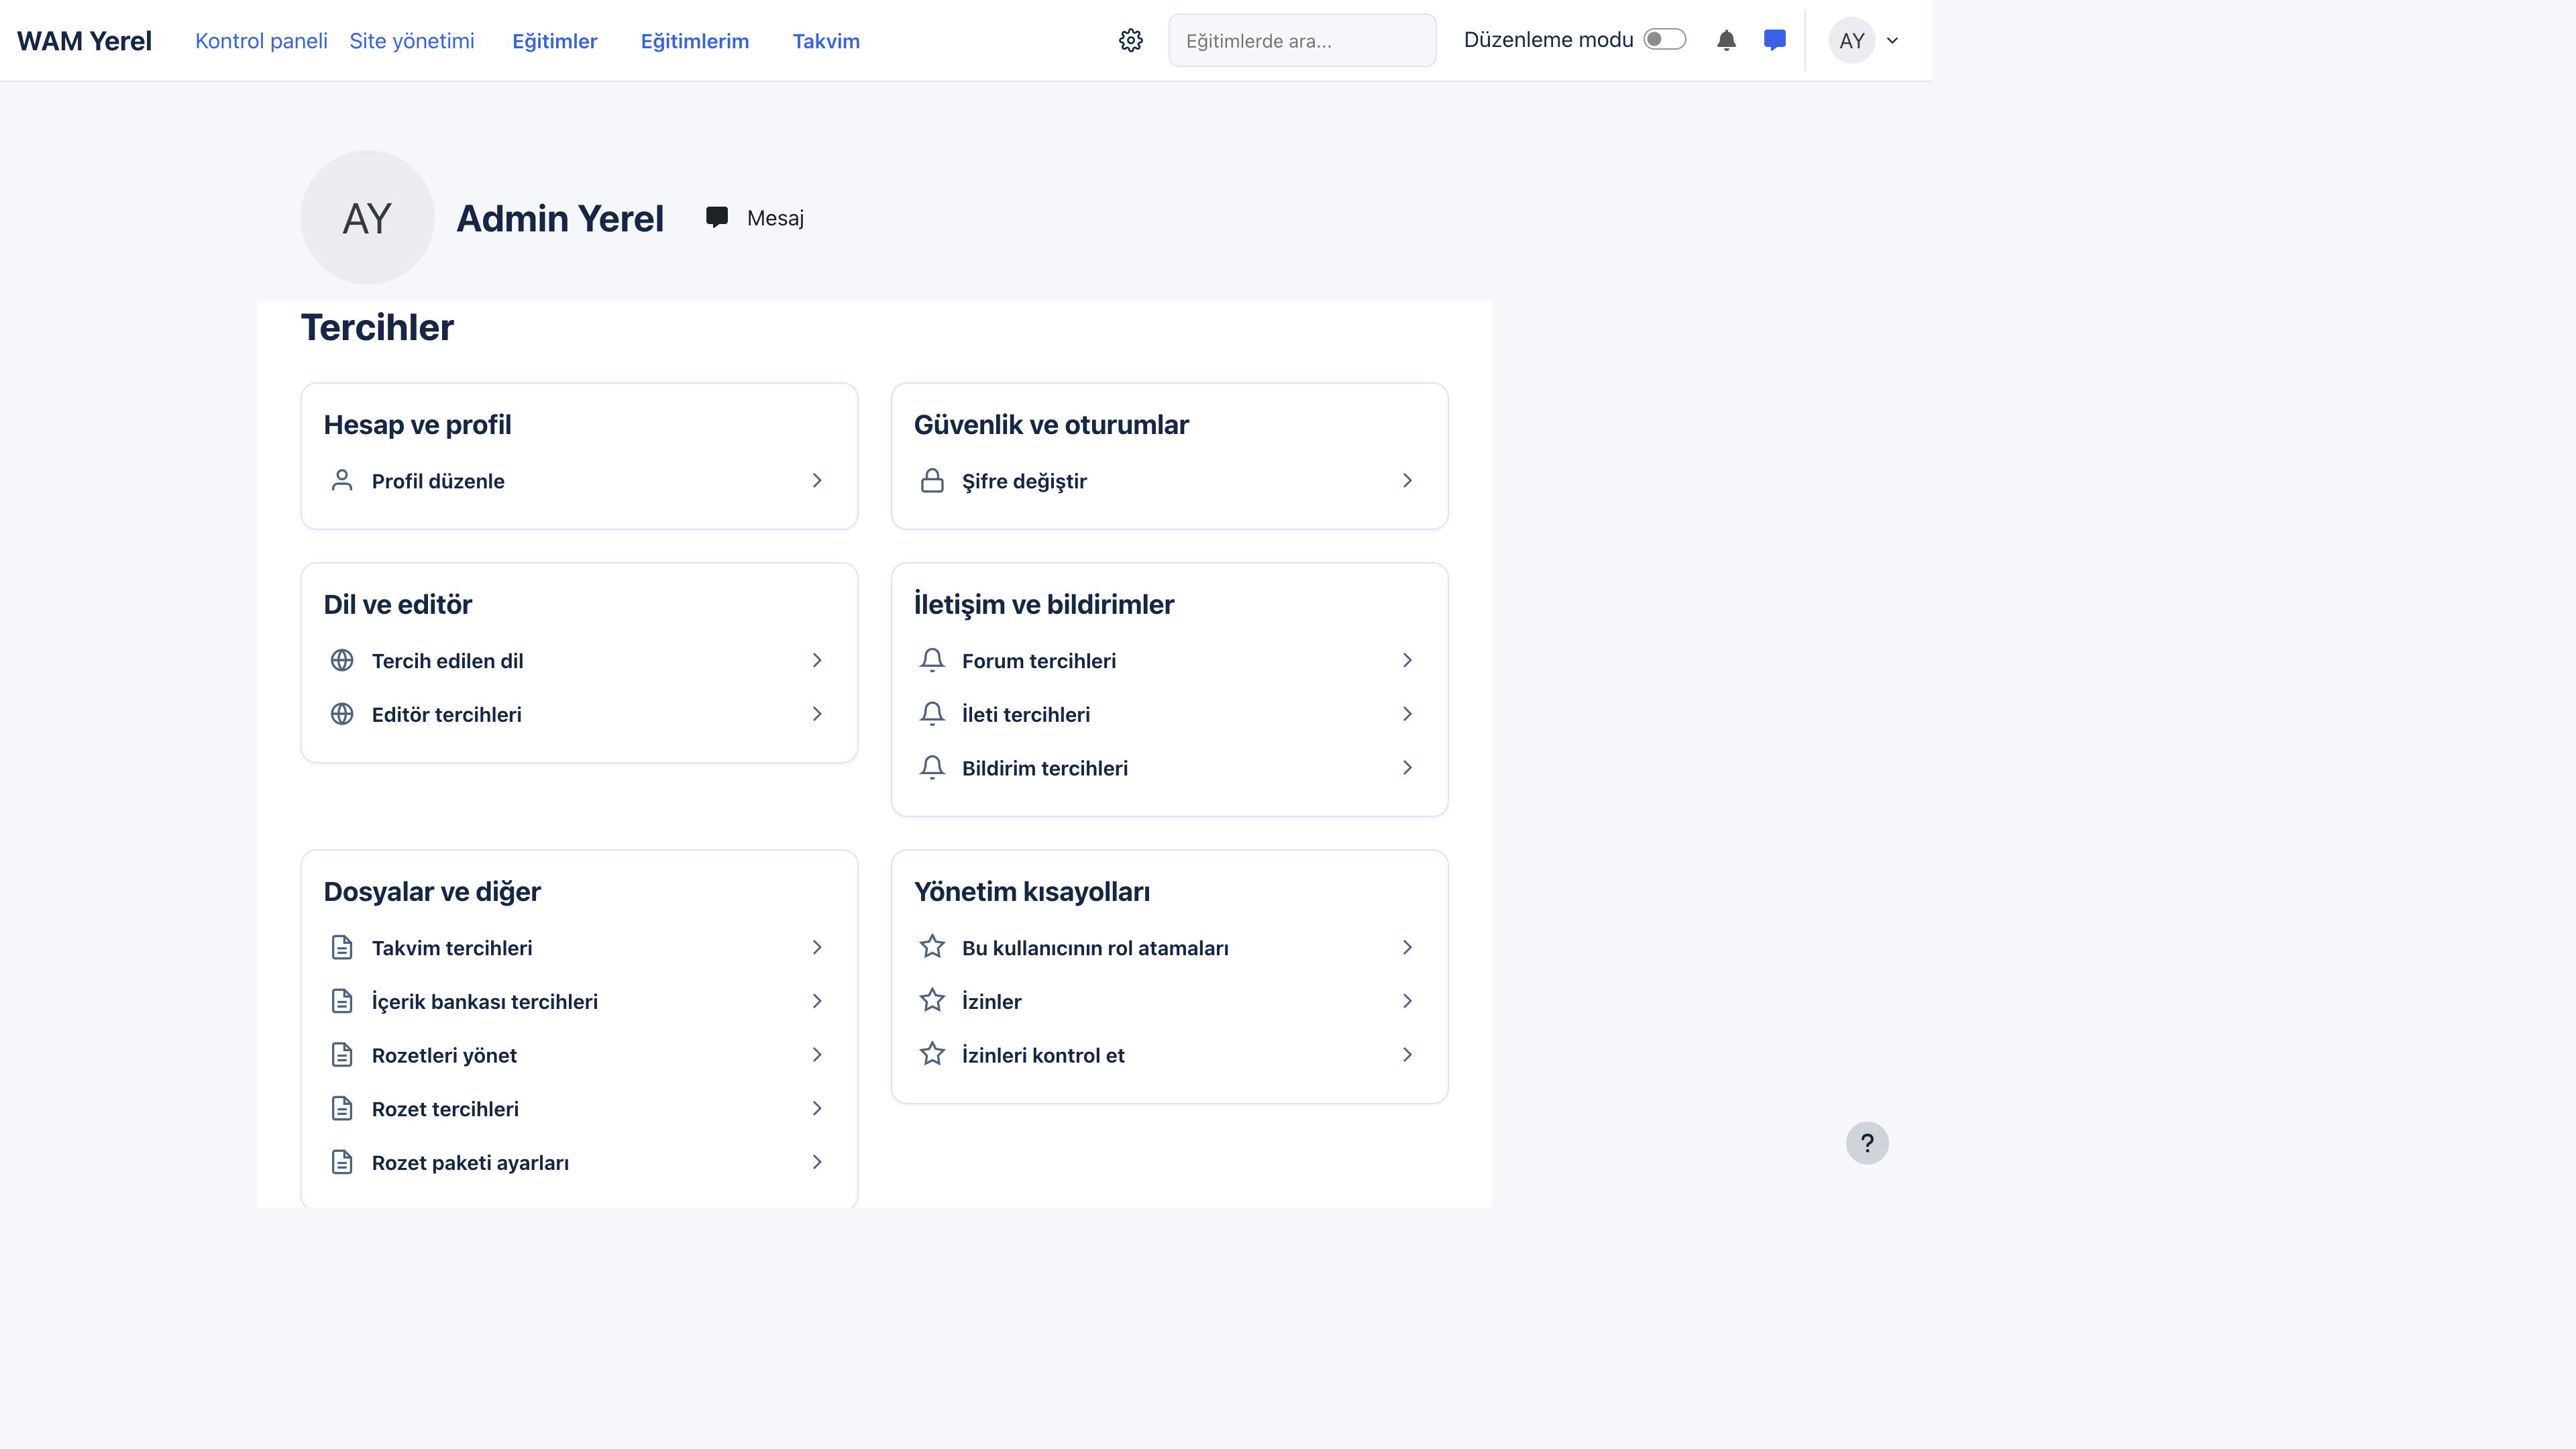 WAM Yerel Kontrol paneli Site yönetimi Eğitimler Eğitimlerim Takvim Eğitimlerde ara... Düzenleme modu AY
AY Admin Yerel Mesaj
Tercihler
Hesap ve profil
Profil düzenle
Güvenlik ve oturumlar
Şifre değiştir
Dil ve editör
Tercih edilen dil
Editör tercihleri
İletişim ve bildirimler
Forum tercihleri
İleti tercihleri
Bildirim tercihleri
Dosyalar ve diğer
Takvim tercihleri
İçerik bankası tercihleri
Rozetleri yönet
Rozet tercihleri
Rozet paketi ayarları
Yönetim kısayolları
Bu kullanıcının rol atamaları
İzinler
İzinleri kontrol et
?